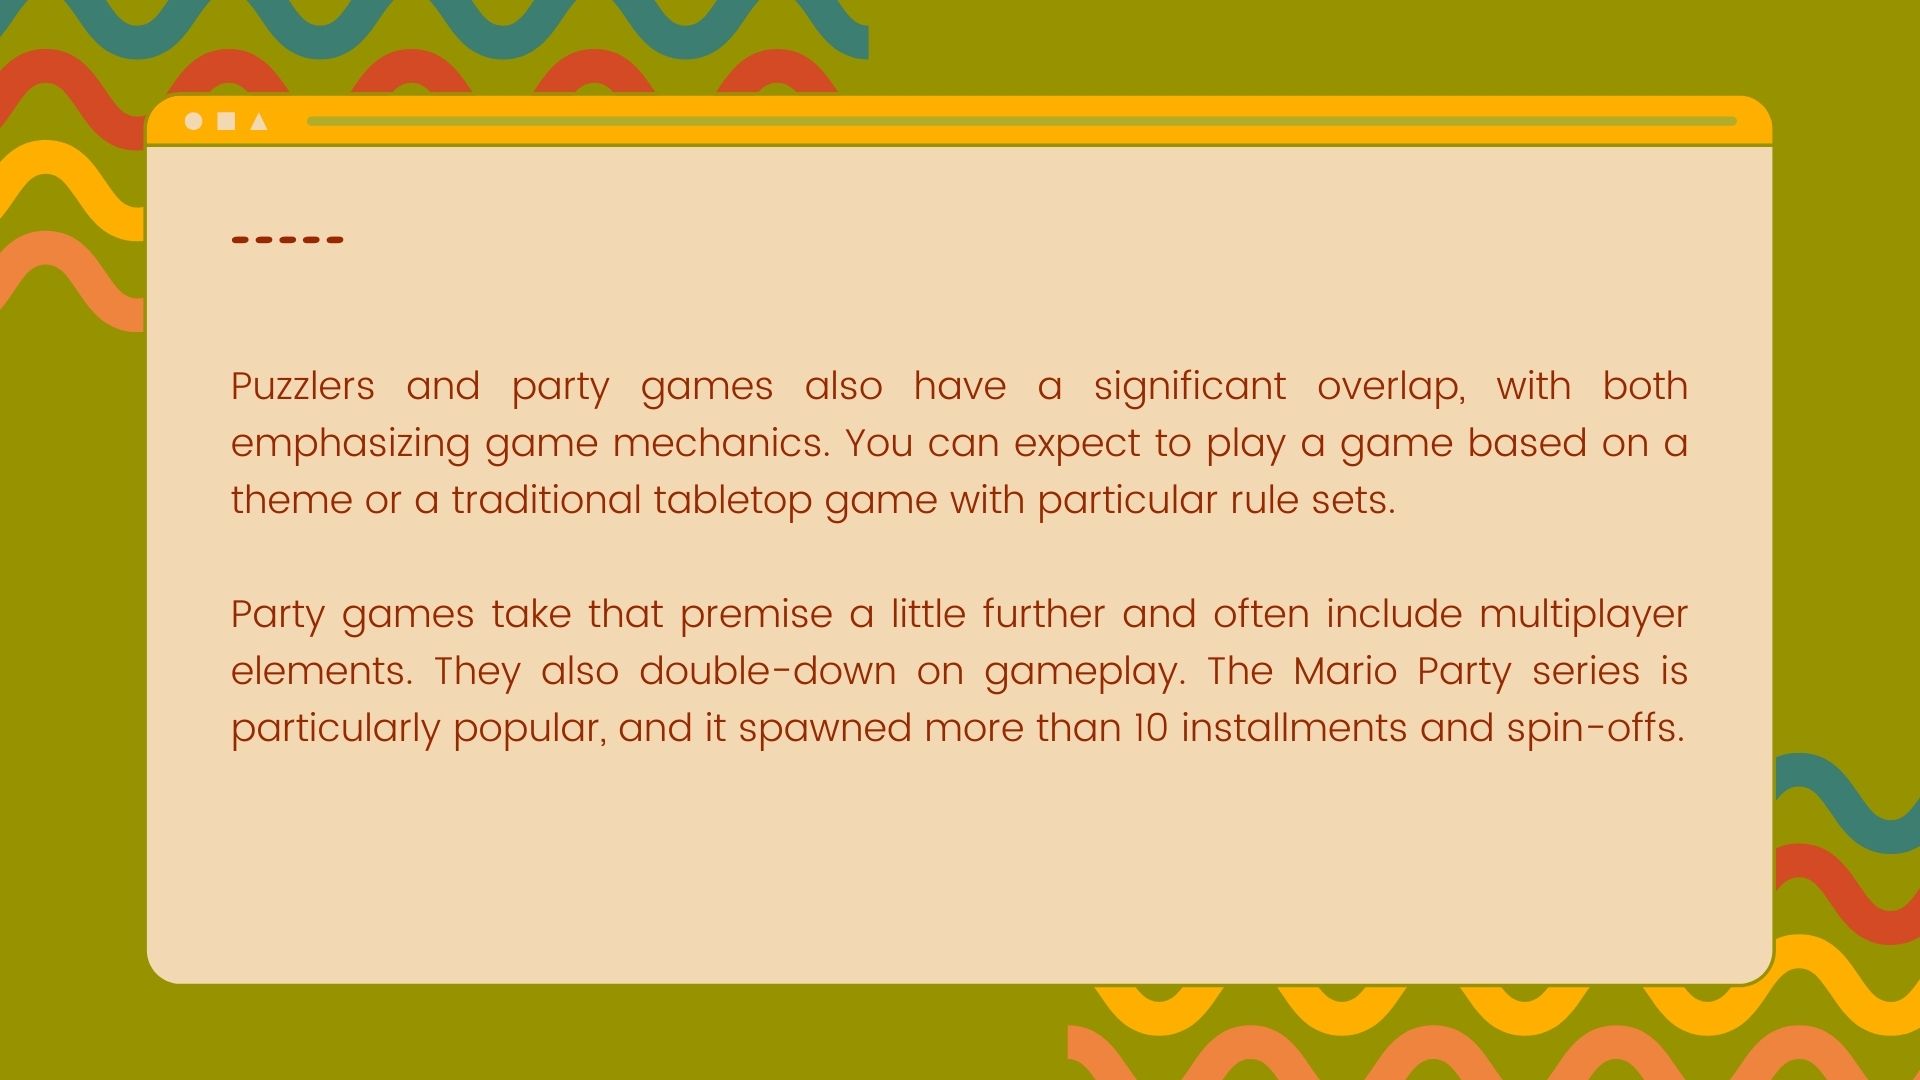 -----
Puzzlers and party games also have a significant overlap, with both
emphasizing game mechanics. You can expect to play a game based on a
theme or a traditional tabletop game with particular rule sets.
Party games take that premise a little further and often include multiplayer
elements. They also double-down on gameplay. The Mario Party series is
particularly popular, and it spawned more than 10 installments and spin-offs.